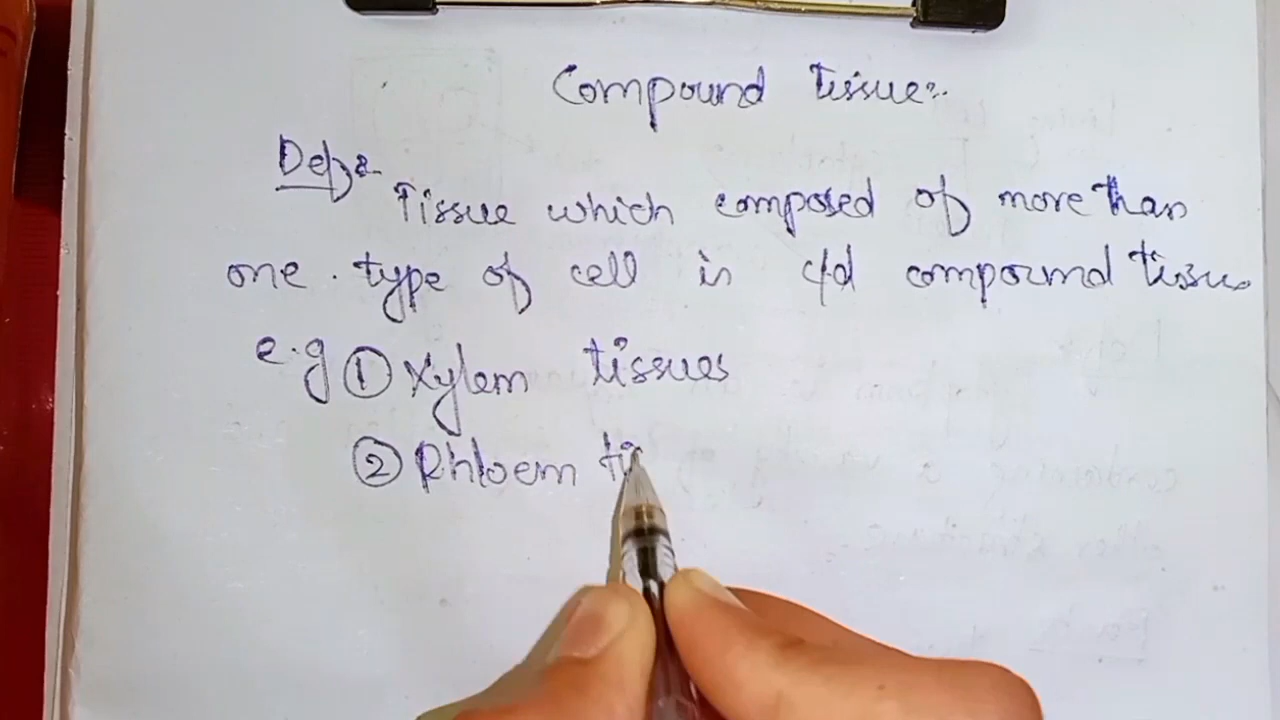 Compound tissue:-
Def:-
Tissue which composed of more than
one . type of cell is c/d compound tissue
e.g ① Xylem tissues
② Phloem ti